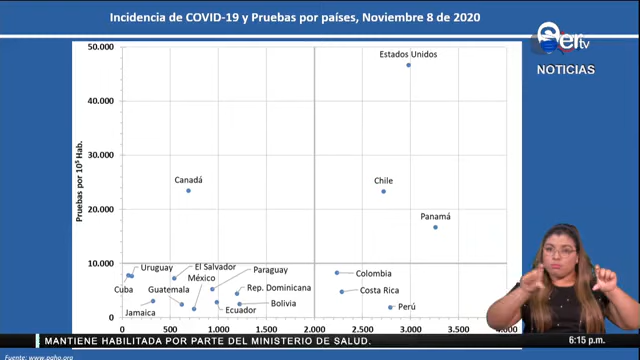 Incidencia de COVID-19 y Pruebas por países, Noviembre 8 de 2020
Sertv
NOTICIAS
50.000
40.000
30.000
20.000
10.000
0
Pruebas por 10⁵ Hab.
Estados Unidos
Canadá
Chile
Panamá
Uruguay
El Salvador
Paraguay
Colombia
Cuba
Guatemala
México
Rep. Dominicana
Costa Rica
Jamaica
Ecuador
Bolivia
Perú
0
500
1.000
1.500
2.000
2.500
3.000
3.500
4.000
MANTIENE HABILITADA POR PARTE DEL MINISTERIO DE SALUD.
6:15 p.m.
Fuente: www.paho.org